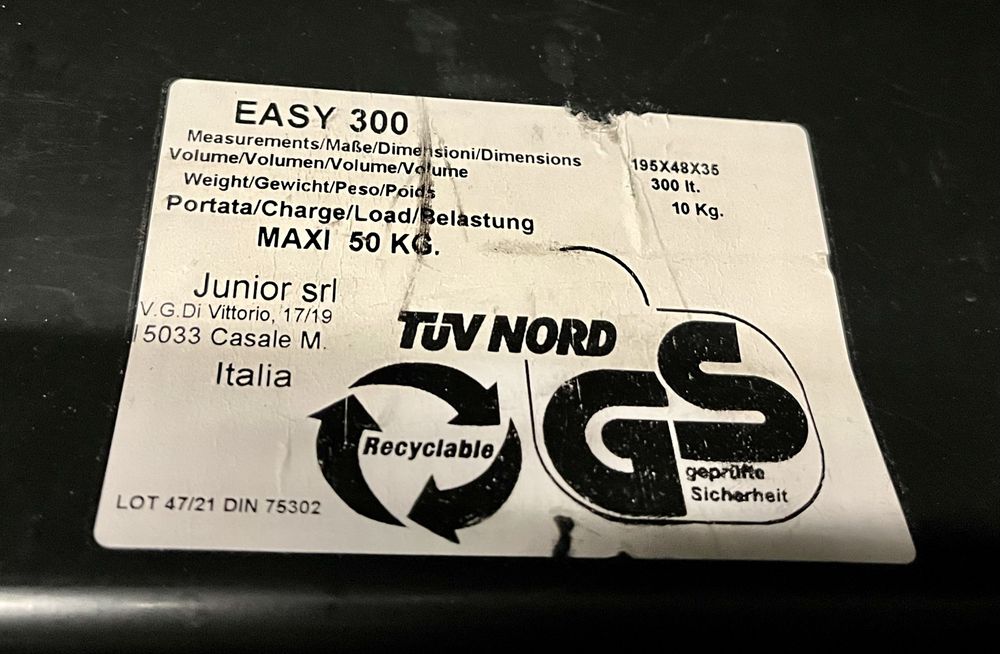 EASY 300
Measurements/Maße/Dimensioni/Dimensions 195X48X35
Volume/Volumen/Volume/Volume 300 lt.
Weight/Gewicht/Peso/Poids 10 Kg.
Portata/Charge/Load/Belastung
MAXI 50 KG.
Junior srl
V.G.Di Vittorio, 17/19
15033 Casale M.
Italia
TÜV NORD
GS
geprüfte
Sicherheit
Recyclable
LOT 47/21 DIN 75302